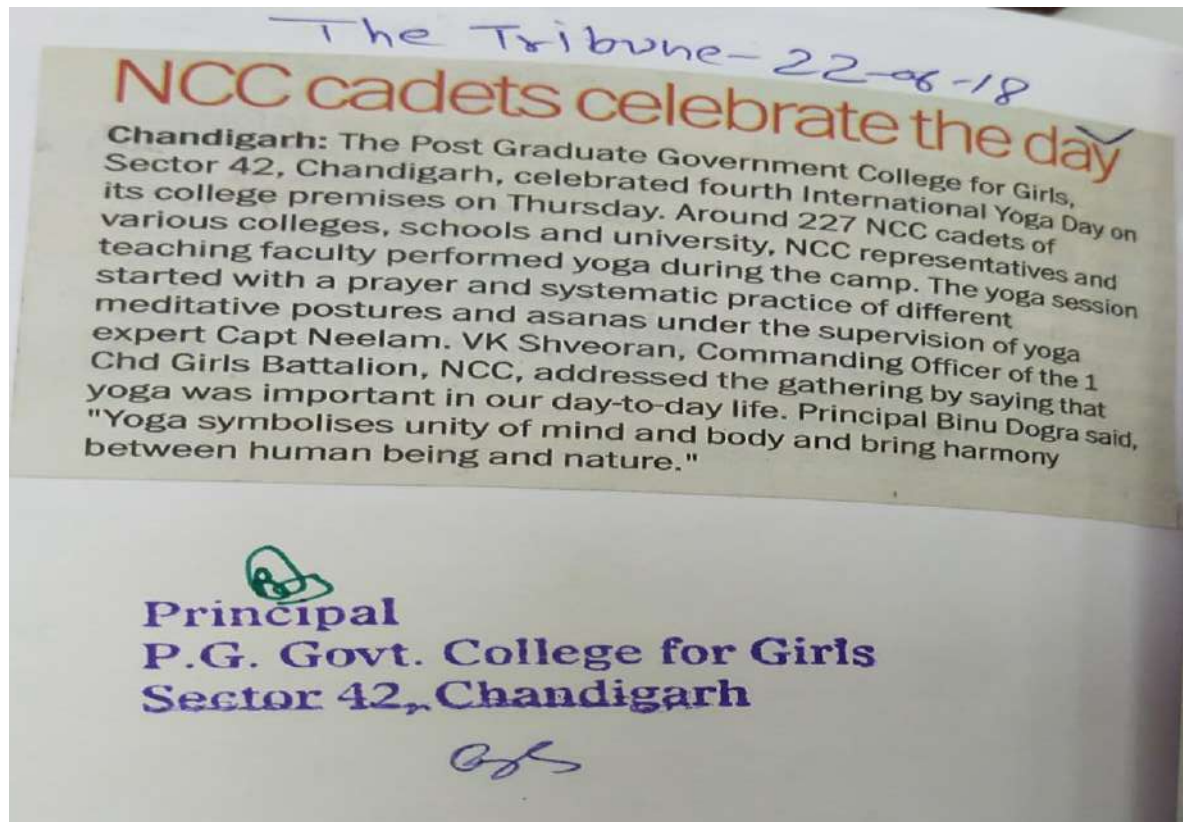 The Tribune-22-06-18
NCC cadets celebrate the day
Chandigarh: The Post Graduate Government College for Girls,
Sector 42, Chandigarh, celebrated fourth International Yoga Day on
its college premises on Thursday. Around 227 NCC cadets of
various colleges, schools and university, NCC representatives and
teaching faculty performed yoga during the camp. The yoga session
started with a prayer and systematic practice of different
meditative postures and asanas under the supervision of yoga
expert Capt Neelam. VK Shveoran, Commanding Officer of the 1
Chd Girls Battalion, NCC, addressed the gathering by saying that
yoga was important in our day-to-day life. Principal Binu Dogra said,
"Yoga symbolises unity of mind and body and bring harmony
between human being and nature."
Principal
P.G. Govt. College for Girls
Sector 42, Chandigarh